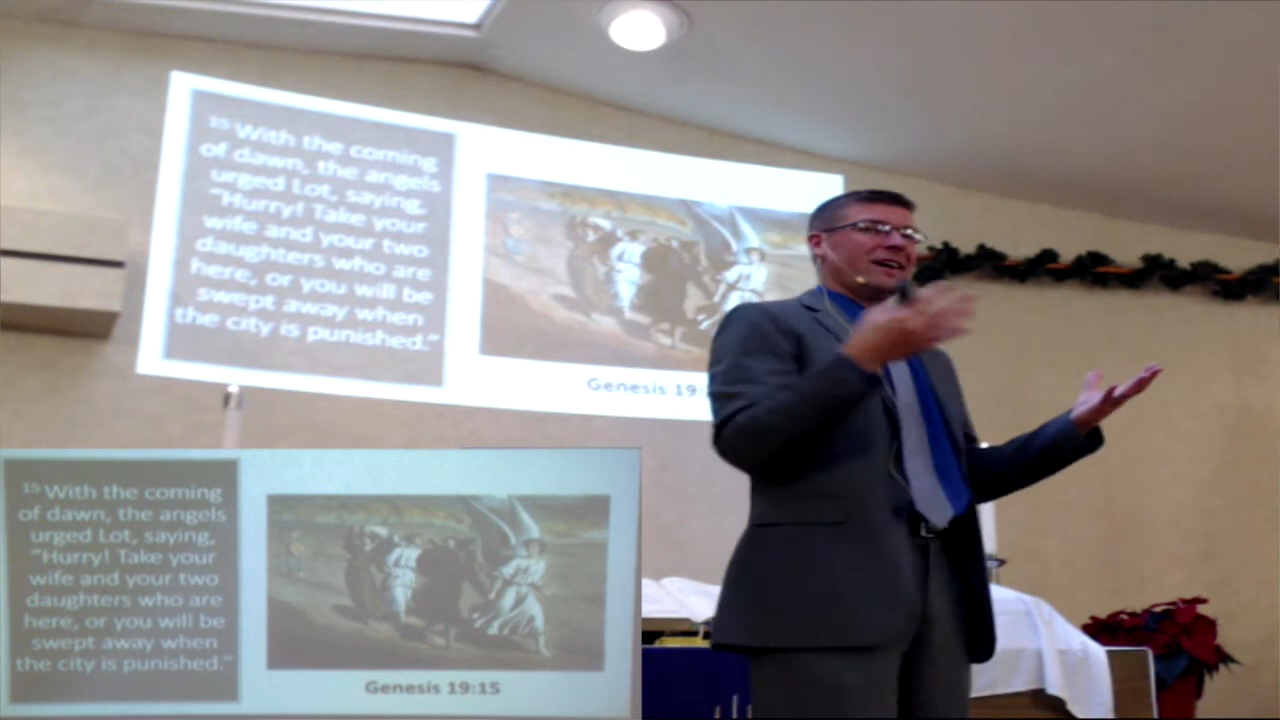 15 With the coming
of dawn, the angels
urged Lot, saying,
“Hurry! Take your
wife and your two
daughters who are
here, or you will be
swept away when
the city is punished.”
Genesis 19
15 With the coming
of dawn, the angels
urged Lot, saying,
“Hurry! Take your
wife and your two
daughters who are
here, or you will be
swept away when
the city is punished.”
Genesis 19:15